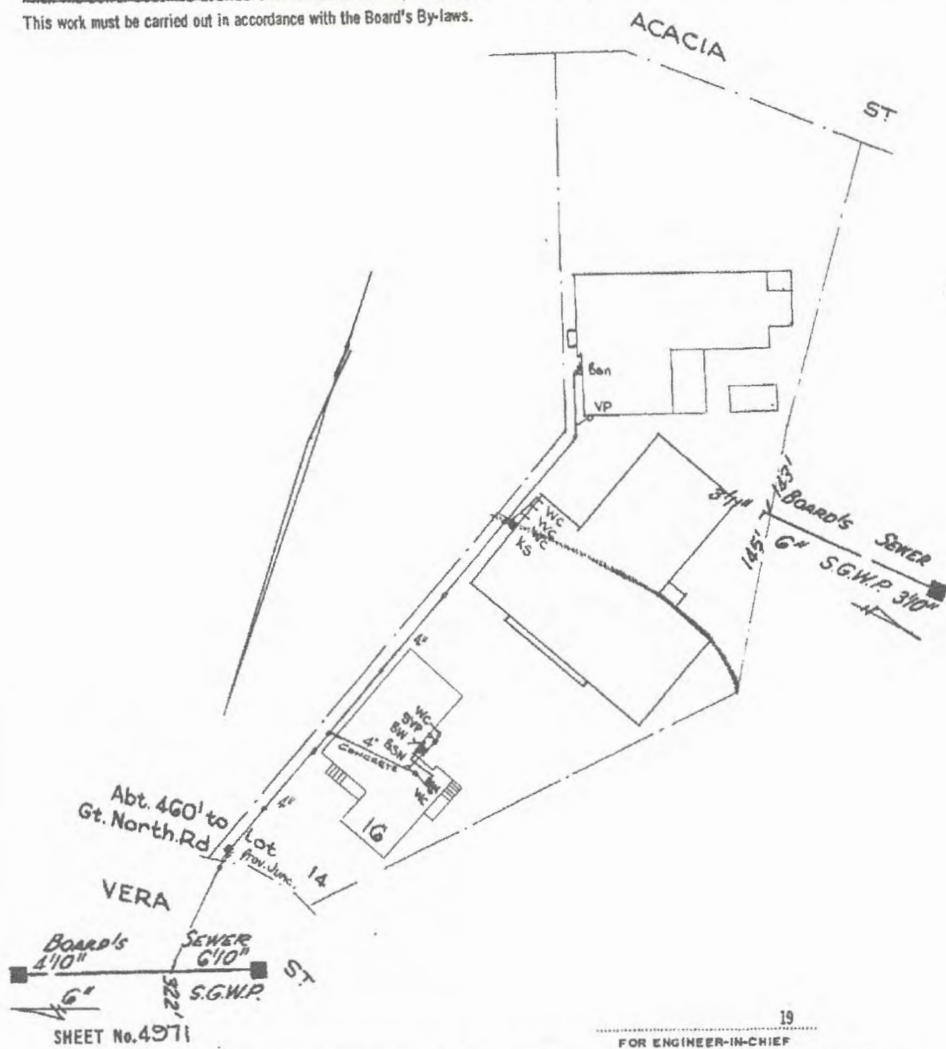 This work must be carried out in accordance with the Board's By-laws.
ACACIA
ST.
Bsn
VP
WC
WC
WC
KS
3'11"
143'
145'
BOARD'S SEWER
6" S.G.W.P. 3'10"
4"
WC
SVP
BW
BSN
4"
CONCRETE
WC
16
4"
Abt. 460' to
Gt. North Rd
Lot
Prov. Junc. 14
VERA
ST
BOARD'S SEWER
4'10" 6'10"
322'
6" S.G.W.P.
SHEET No. 4971
19
FOR ENGINEER-IN-CHIEF